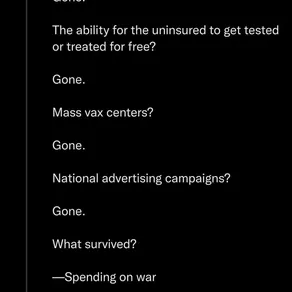 Gone.
The ability for the uninsured to get tested
or treated for free?
Gone.
Mass vax centers?
Gone.
National advertising campaigns?
Gone.
What survived?
—Spending on war